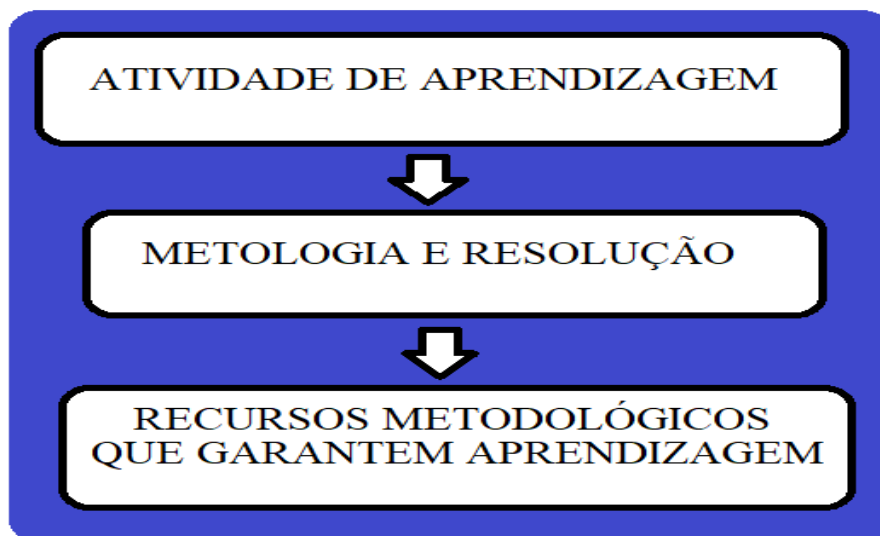 ATIVIDADE DE APRENDIZAGEM
METOLOGIA E RESOLUÇÃO
RECURSOS METODOLÓGICOS
QUE GARANTEM APRENDIZAGEM